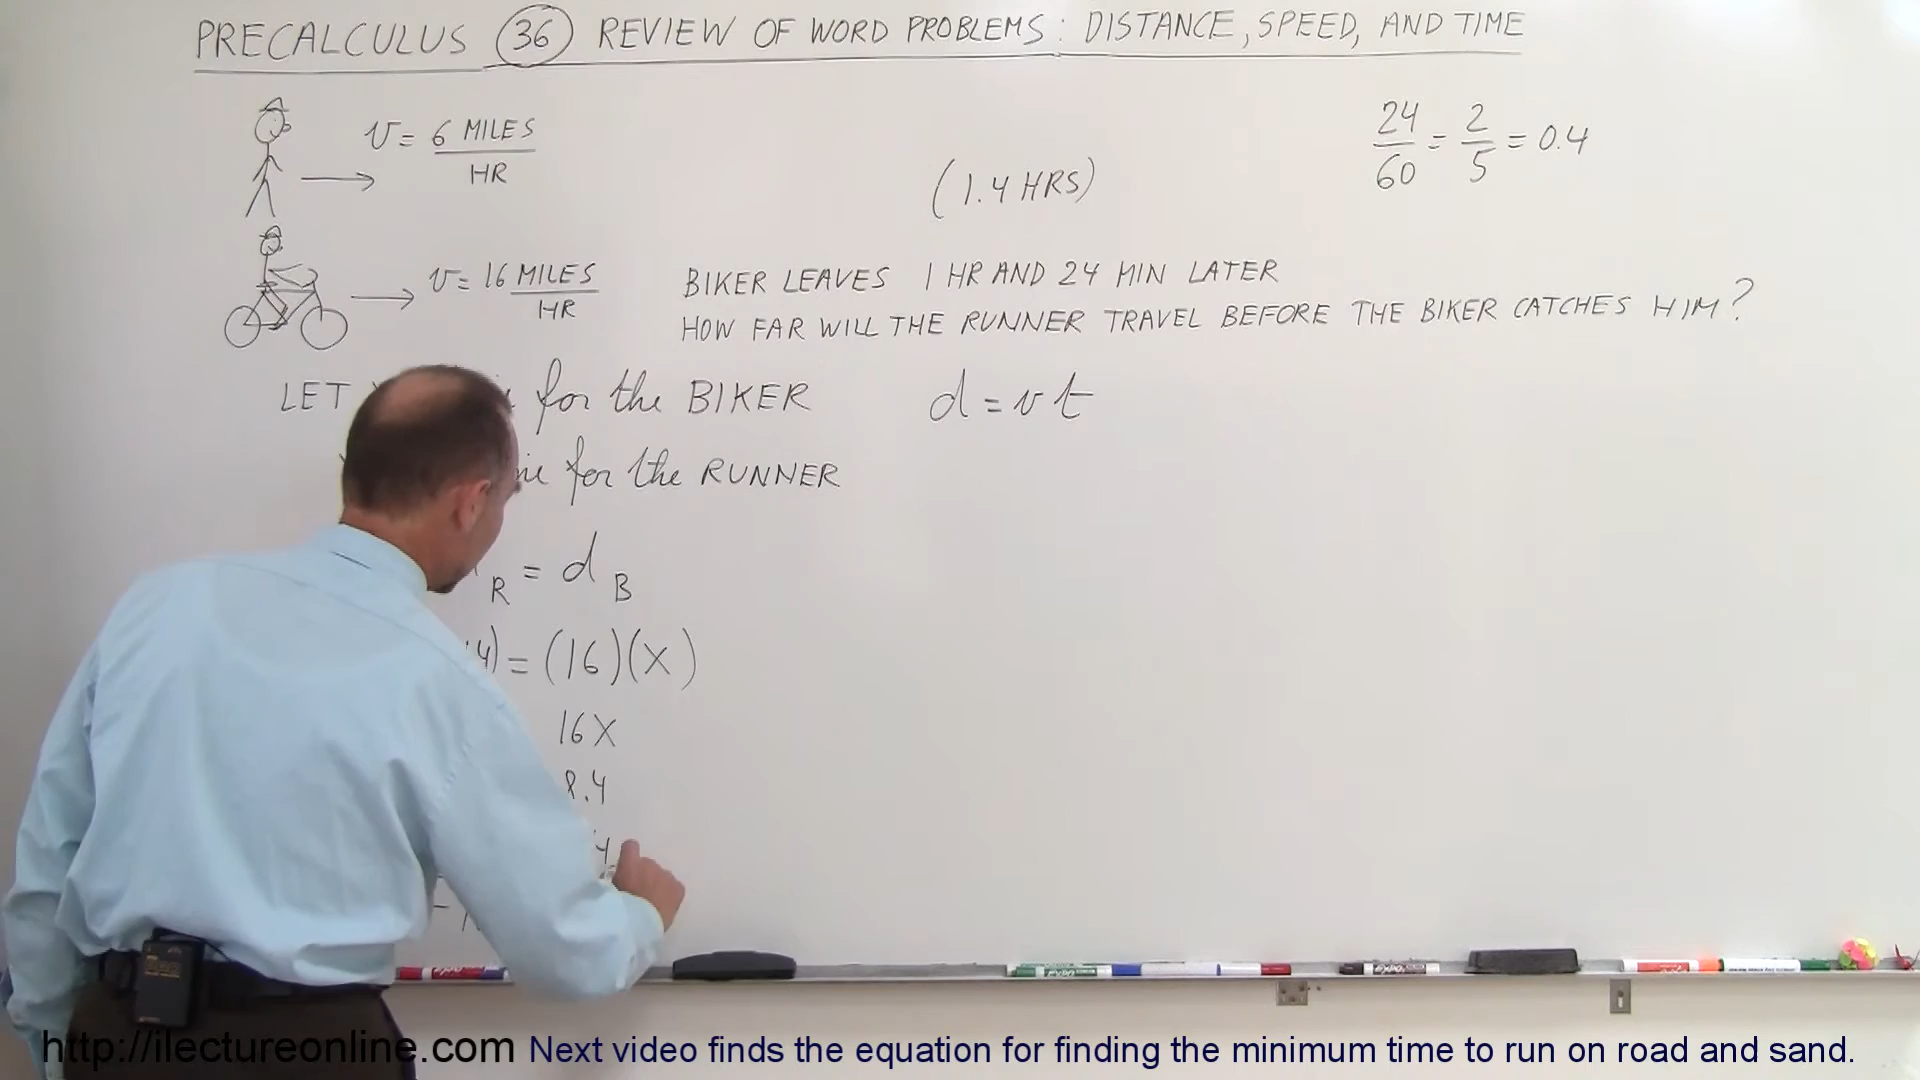 PRECALCULUS 36 REVIEW OF WORD PROBLEMS: DISTANCE, SPEED, AND TIME
v = 6 MILES
HR
(1.4 HRS)
24/60 = 2/5 = 0.4
v = 16 MILES
HR
BIKER LEAVES 1 HR AND 24 MIN LATER
HOW FAR WILL THE RUNNER TRAVEL BEFORE THE BIKER CATCHES HIM?
LET for the BIKER
d = vt
for the RUNNER
R = d B
4) = (16)(X)
16X
8.4
http://ilectureonline.com Next video finds the equation for finding the minimum time to run on road and sand.